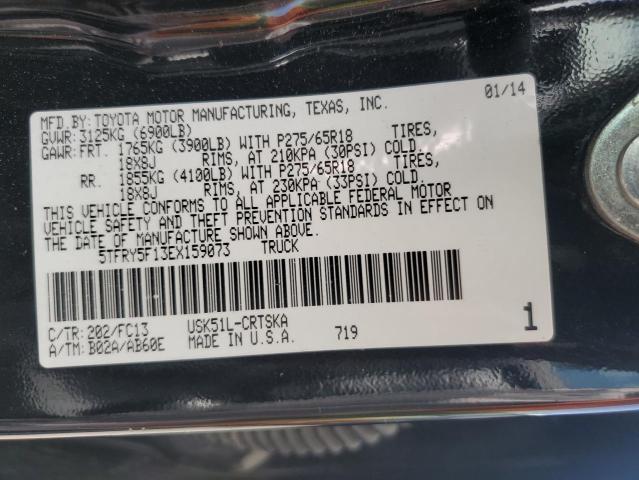 MFD.BY: TOYOTA MOTOR MANUFACTURING, TEXAS, INC. 01/14
GVWR: 3125KG (6900LB)
GAWR: FRT. 1765KG (3900LB) WITH P275/65R18 TIRES,
18X8J RIMS, AT 210KPA (30PSI) COLD.
RR. 1855KG (4100LB) WITH P275/65R18 TIRES,
18X8J RIMS, AT 230KPA (33PSI) COLD.
THIS VEHICLE CONFORMS TO ALL APPLICABLE FEDERAL MOTOR
VEHICLE SAFETY AND THEFT PREVENTION STANDARDS IN EFFECT ON
THE DATE OF MANUFACTURE SHOWN ABOVE.
5TFRY5F13EX159073 TRUCK
C/TR: 202/FC13 USK51L-CRTSKA
A/TM: B02A/AB60E MADE IN U.S.A. 719
1